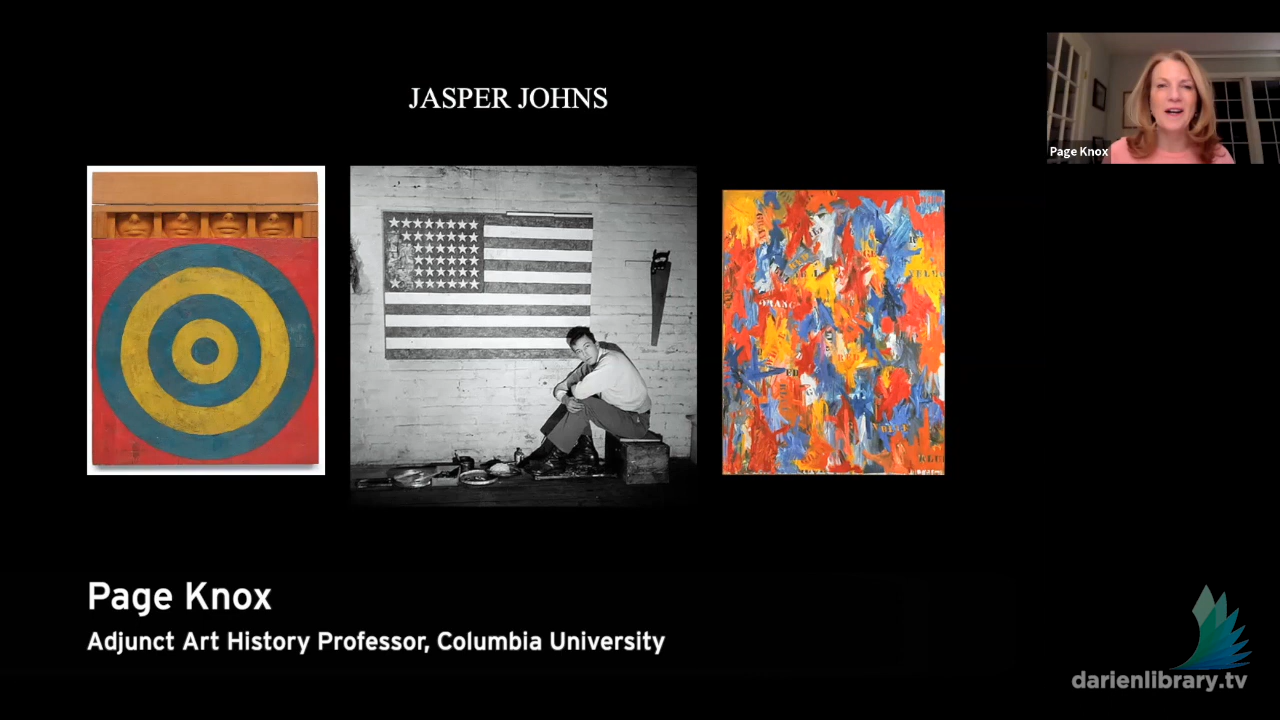 JASPER JOHNS
Page Knox
Page Knox
Adjunct Art History Professor, Columbia University
darienlibrary.tv